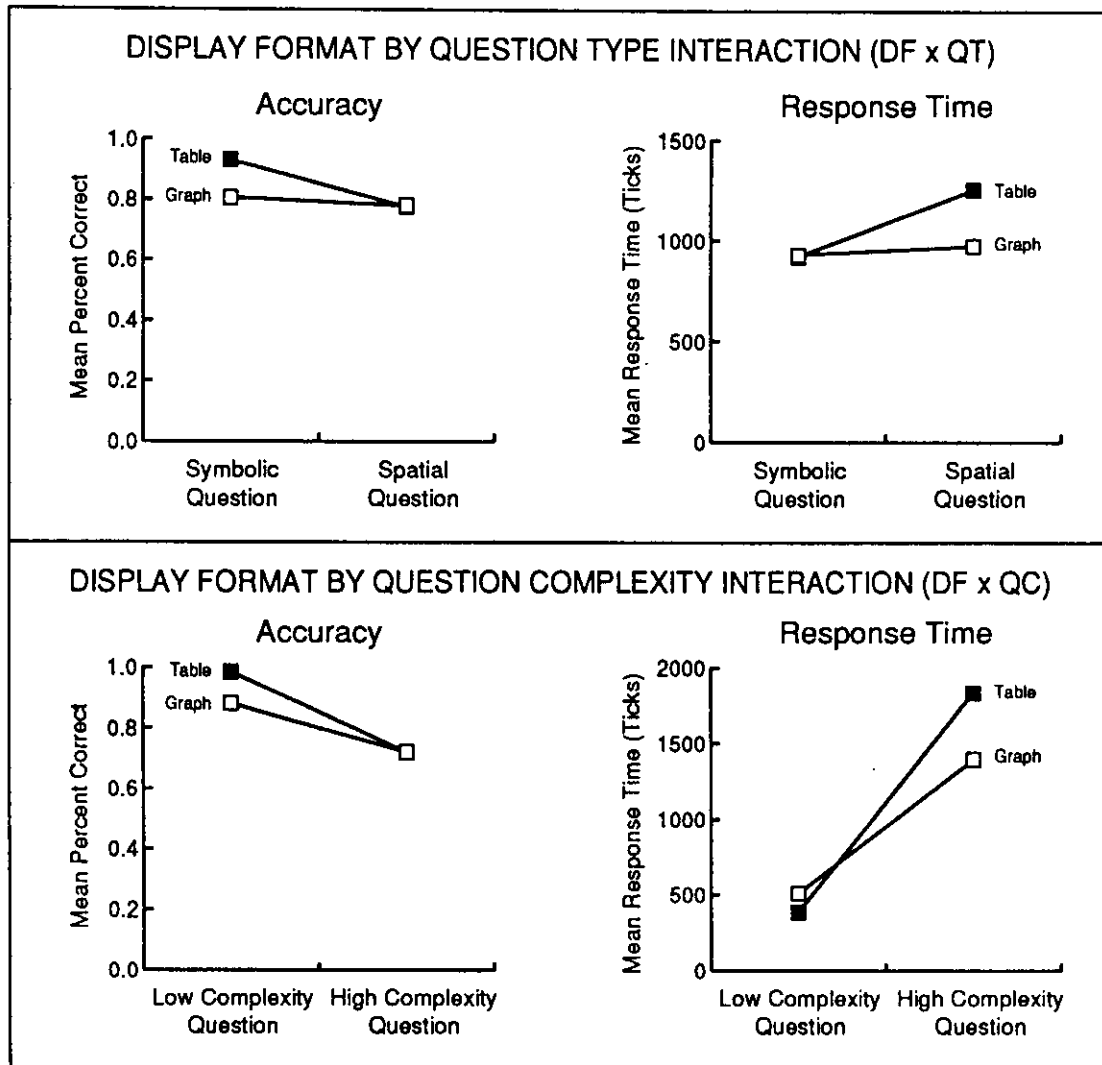 DISPLAY FORMAT BY QUESTION TYPE INTERACTION (DF x QT)
Accuracy
Mean Percent Correct
1.0
0.8
0.6
0.4
0.2
0.0
Table
Graph
Symbolic
Question
Spatial
Question
Response Time
Mean Response Time (Ticks)
1500
1000
500
0
Table
Graph
Symbolic
Question
Spatial
Question
DISPLAY FORMAT BY QUESTION COMPLEXITY INTERACTION (DF x QC)
Accuracy
Mean Percent Correct
1.0
0.8
0.6
0.4
0.2
0.0
Table
Graph
Low Complexity
Question
High Complexity
Question
Response Time
Mean Response Time (Ticks)
2000
1500
1000
500
0
Table
Graph
Low Complexity
Question
High Complexity
Question